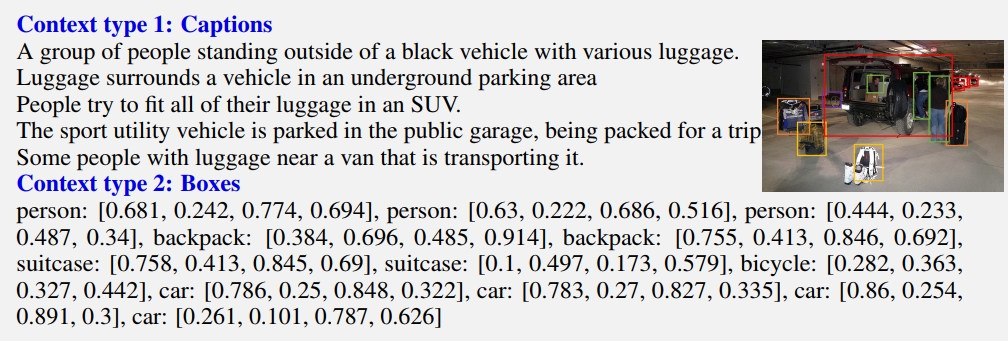 Context type 1: Captions
A group of people standing outside of a black vehicle with various luggage.
Luggage surrounds a vehicle in an underground parking area
People try to fit all of their luggage in an SUV.
The sport utility vehicle is parked in the public garage, being packed for a trip
Some people with luggage near a van that is transporting it.
Context type 2: Boxes
person: [0.681, 0.242, 0.774, 0.694], person: [0.63, 0.222, 0.686, 0.516], person: [0.444, 0.233,
0.487, 0.34], backpack: [0.384, 0.696, 0.485, 0.914], backpack: [0.755, 0.413, 0.846, 0.692],
suitcase: [0.758, 0.413, 0.845, 0.69], suitcase: [0.1, 0.497, 0.173, 0.579], bicycle: [0.282, 0.363,
0.327, 0.442], car: [0.786, 0.25, 0.848, 0.322], car: [0.783, 0.27, 0.827, 0.335], car: [0.86, 0.254,
0.891, 0.3], car: [0.261, 0.101, 0.787, 0.626]